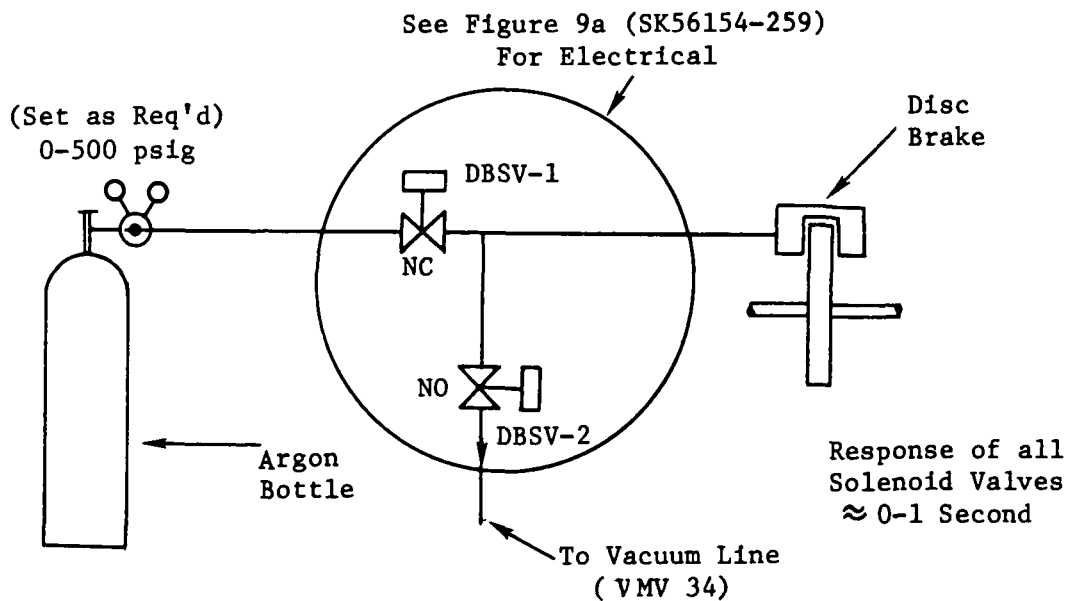 See Figure 9a (SK56154-259)
For Electrical
(Set as Req'd)
0-500 psig
Disc
Brake
DBSV-1
NC
NO
DBSV-2
Argon
Bottle
Response of all
Solenoid Valves
≈ 0-1 Second
To Vacuum Line
(VMV 34)